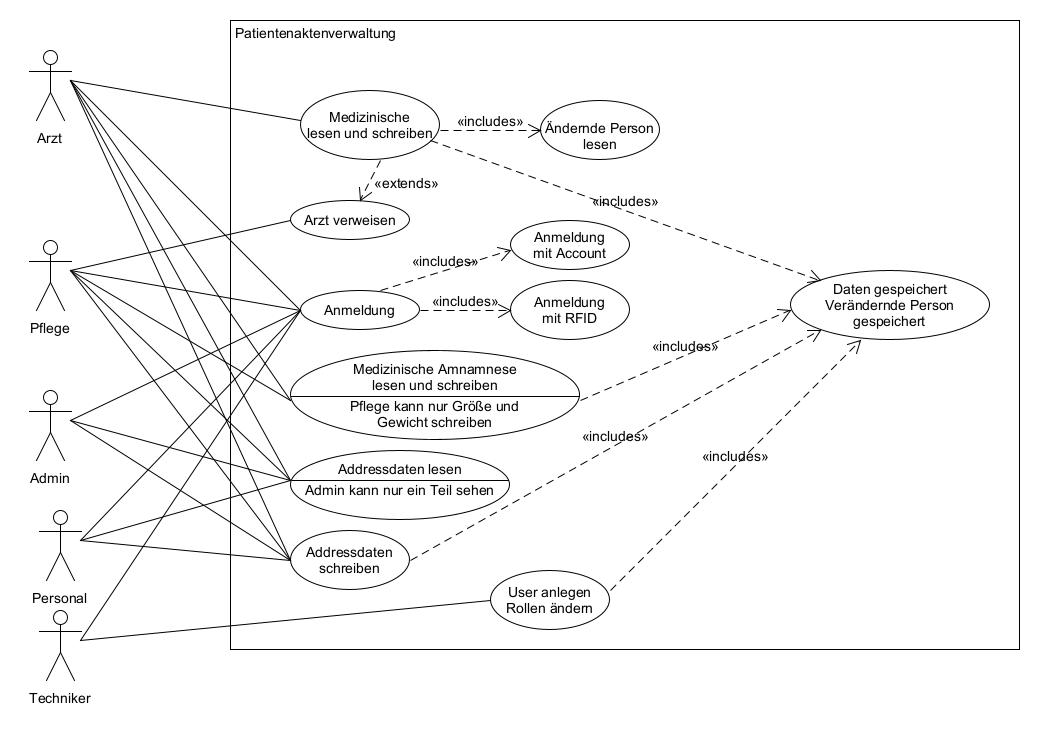 Patientenaktenverwaltung
Arzt
Medizinische
lesen und schreiben
«includes»
Ändernde Person
lesen
«extends»
«includes»
Arzt verweisen
Pflege
«includes»
Anmeldung
mit Account
Anmeldung
«includes»
Anmeldung
mit RFID
Daten gespeichert
Verändernde Person
gespeichert
Medizinische Amnamnese
lesen und schreiben
Pflege kann nur Größe und
Gewicht schreiben
«includes»
Admin
«includes»
«includes»
Addressdaten lesen
Admin kann nur ein Teil sehen
Personal
Addressdaten
schreiben
User anlegen
Rollen ändern
Techniker